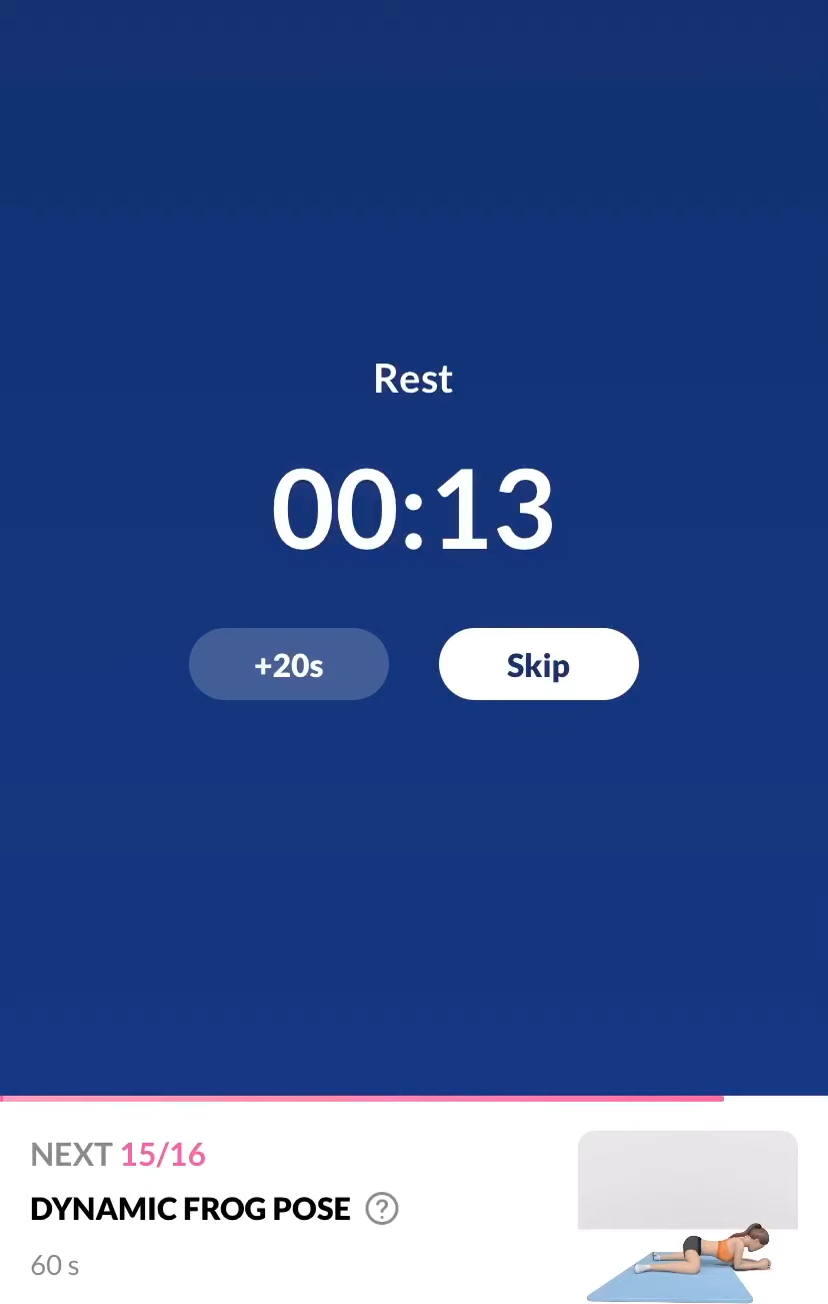 Rest
00:13
+20s Skip
NEXT 15/16
DYNAMIC FROG POSE ?
60 s